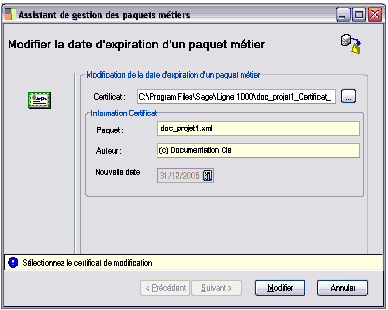 Assistant de gestion des paquets métiers
Modifier la date d'expiration d'un paquet métier
Modification de la date d'expiration d'un paquet métier
Certificat : C:\Program Files\Sage\Ligne 1000\doc_projet1_Certificat_ ...
Information Certificat
Paquet : doc_projet1.xml
Auteur : (c) Documentation Cie
Nouvelle date 31/12/2005
Sélectionnez le certificat de modification
< Précédent Suivant > Modifier Annuler